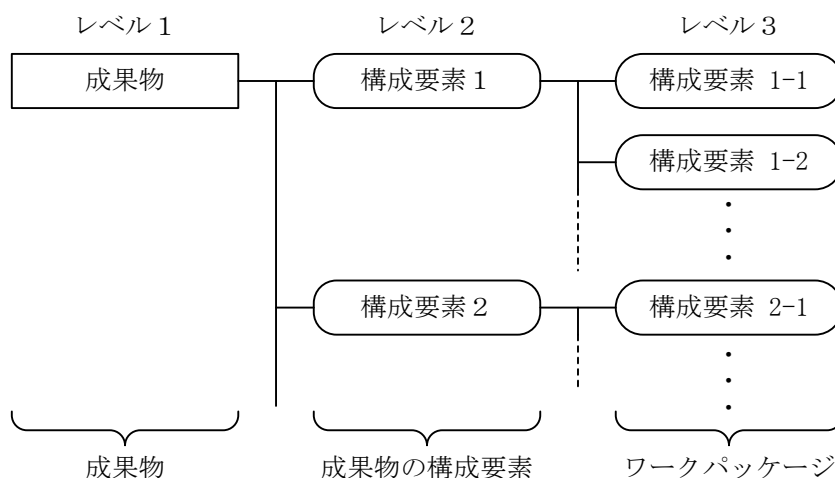 レベル１ レベル２ レベル３
成果物 構成要素１ 構成要素 1-1
構成要素 1-2
構成要素２ 構成要素 2-1
成果物 成果物の構成要素 ワークパッケージ